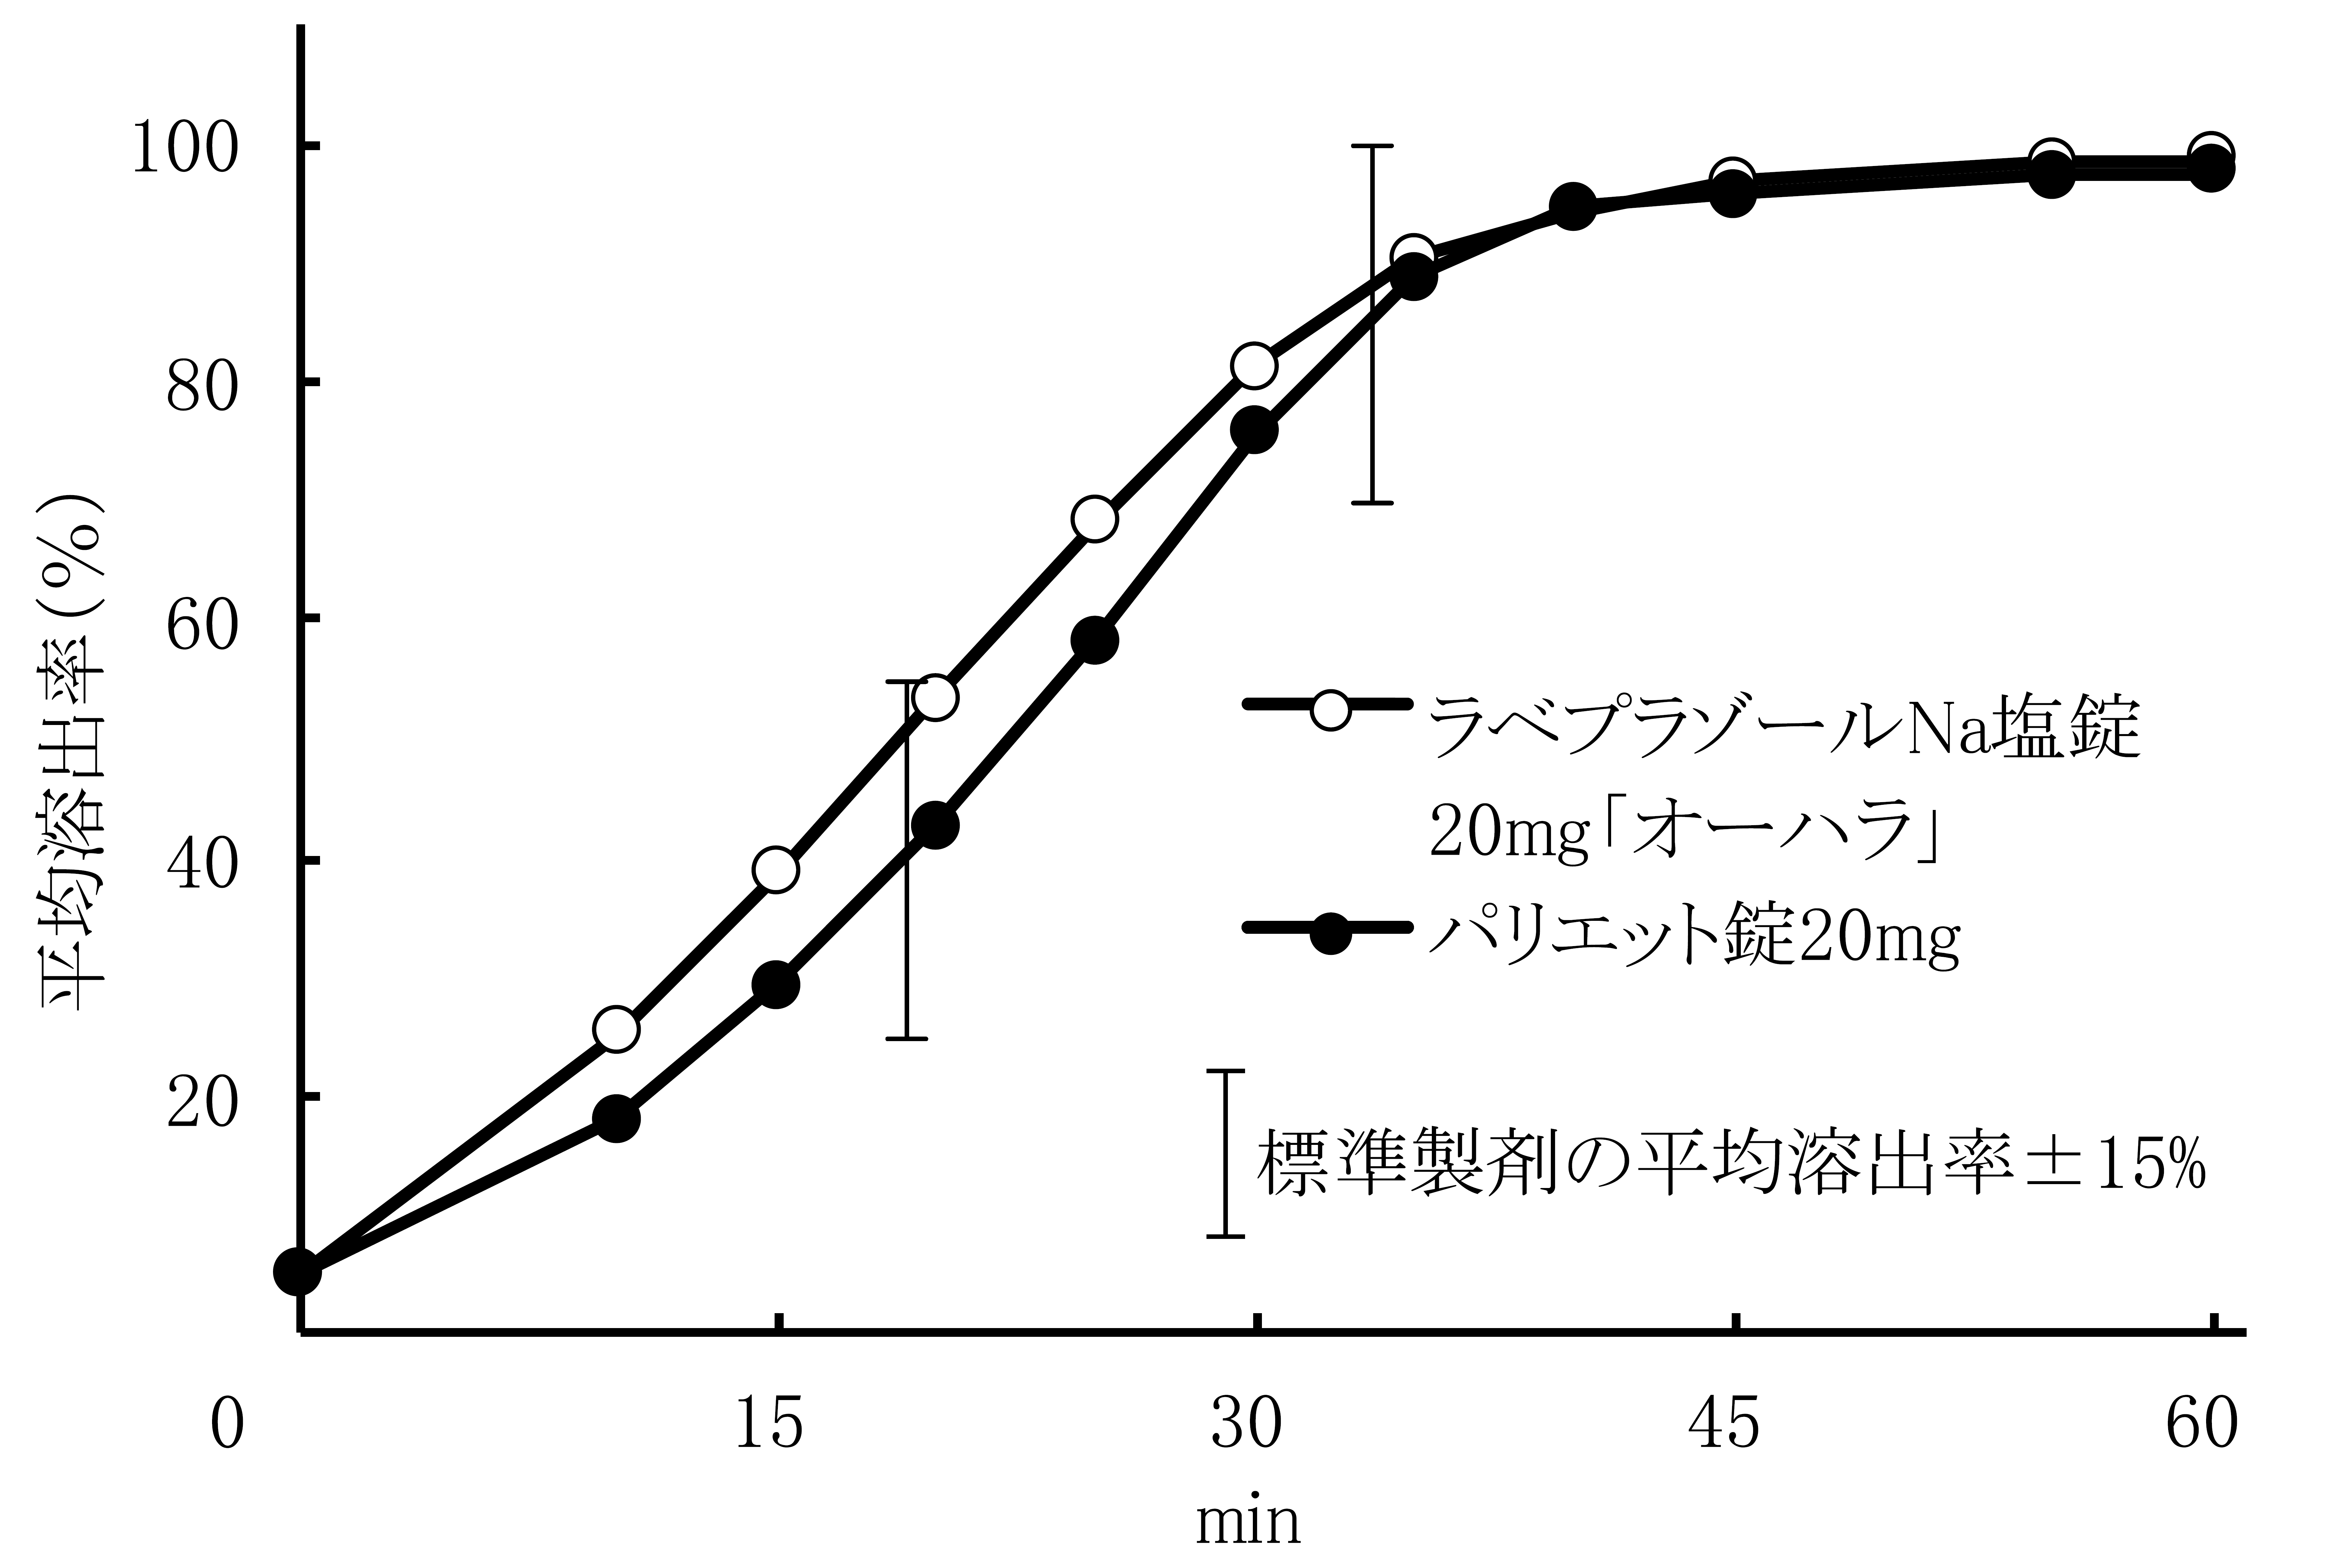 100
80
60
40
20
平均溶出率(%)
ラベプラゾールNa塩錠
20mg「オーハラ」
パリエット錠20mg
標準製剤の平均溶出率±15%
0 15 30 45 60
min